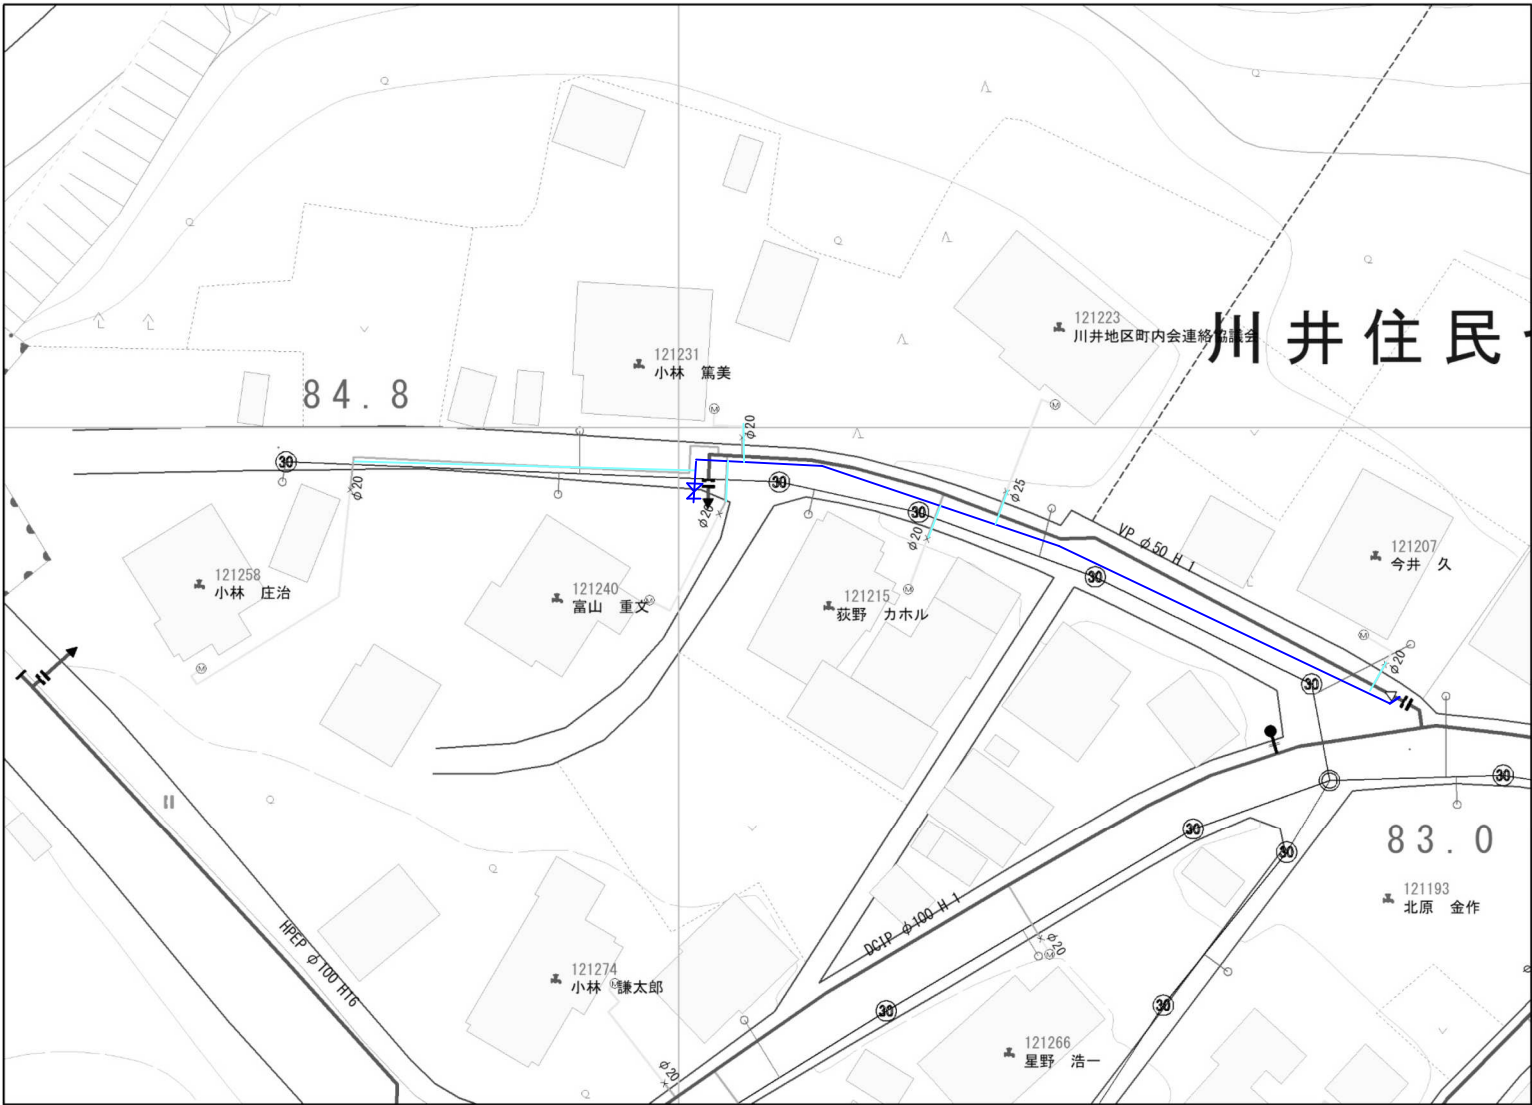 川井住民
121223
川井地区町内会連絡協議会
121231
小林 篤美
84.8
φ20
30
φ20
30
φ20
φ25
30
φ20
VP φ50 H 1
121207
今井 久
30
121258
小林 庄治
121240
富山 重文
121215
荻野 カホル
φ20
30
30
30
30
83.0
121193
北原 金作
HPEP φ100 H16
DCIP φ100 H 1
φ20
121274
小林 謙太郎
30
30
121266
星野 浩一
φ20